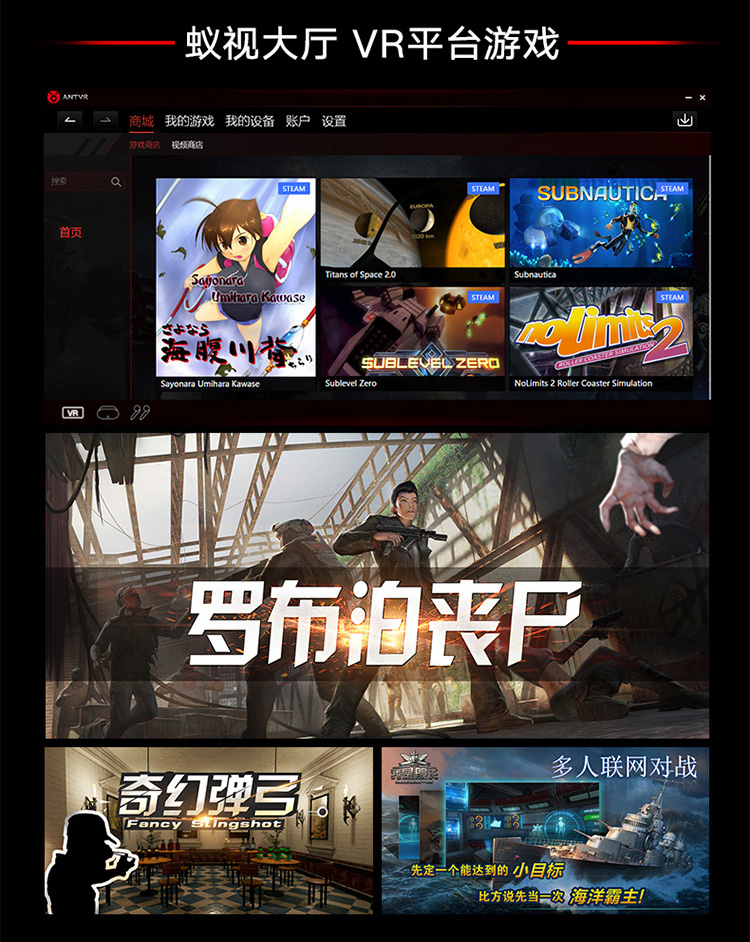 蚁视大厅 VR平台游戏
ANTVR
商城 我的游戏 我的设备 账户 设置
游戏商店 视频商店
搜索
首页
STEAM
Sayonara
Umihara Kawase
さよなら
海腹川背
ちらり
Sayonara Umihara Kawase
STEAM
EUROPA
1120 km
Titans of Space 2.0
STEAM
SUBNAUTICA
Subnautica
STEAM
SUBLEVEL ZERO
Sublevel Zero
STEAM
noLimits 2
ROLLER COASTER SIMULATION
NoLimits 2 Roller Coaster Simulation
VR
罗布泊丧尸
奇幻弹弓
Fancy Slingshot
多人联网对战
先定一个能达到的 小目标
比方说先当一次 海洋霸主!